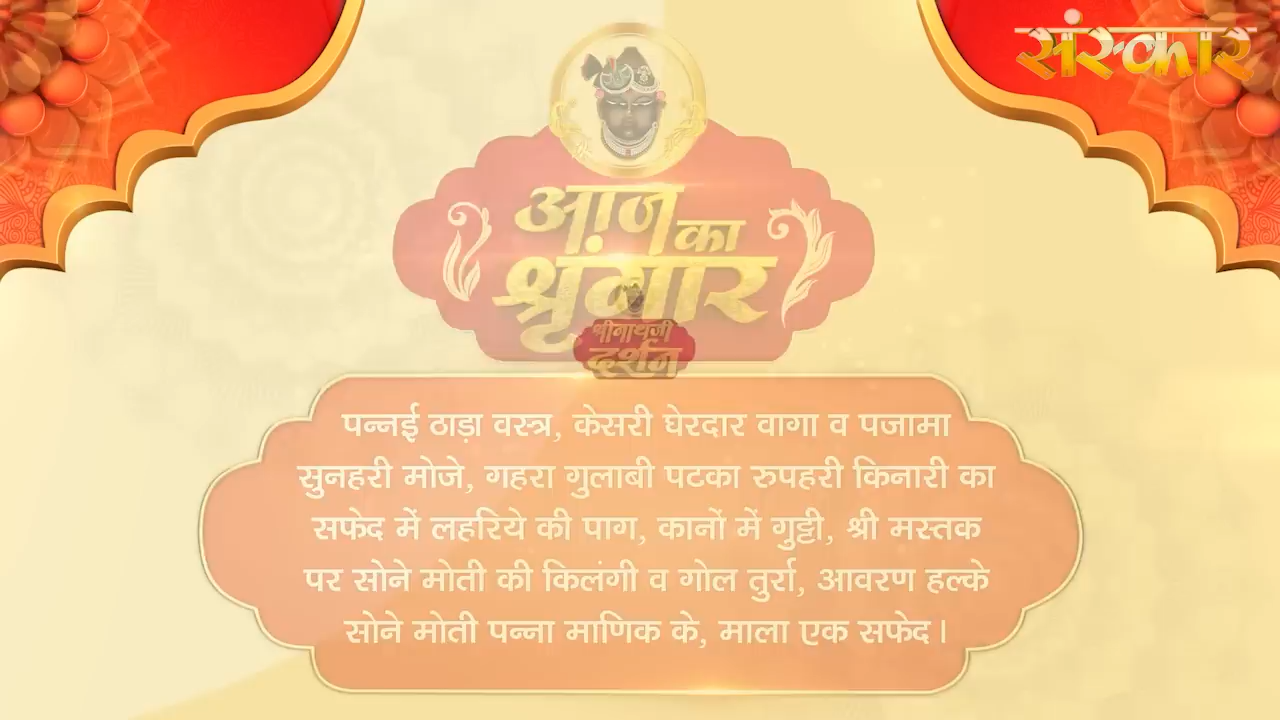 संस्कार
आज का
श्रृंगार
श्रीनाथजी
दर्शन
पन्नई ठाड़ा वस्त्र, केसरी घेरदार वागा व पजामा
सुनहरी मोजे, गहरा गुलाबी पटका रुपहरी किनारी का
सफेद में लहरिये की पाग, कानों में गुट्टी, श्री मस्तक
पर सोने मोती की किलंगी व गोल तुर्रा, आवरण हल्के
सोने मोती पन्ना माणिक के, माला एक सफेद।